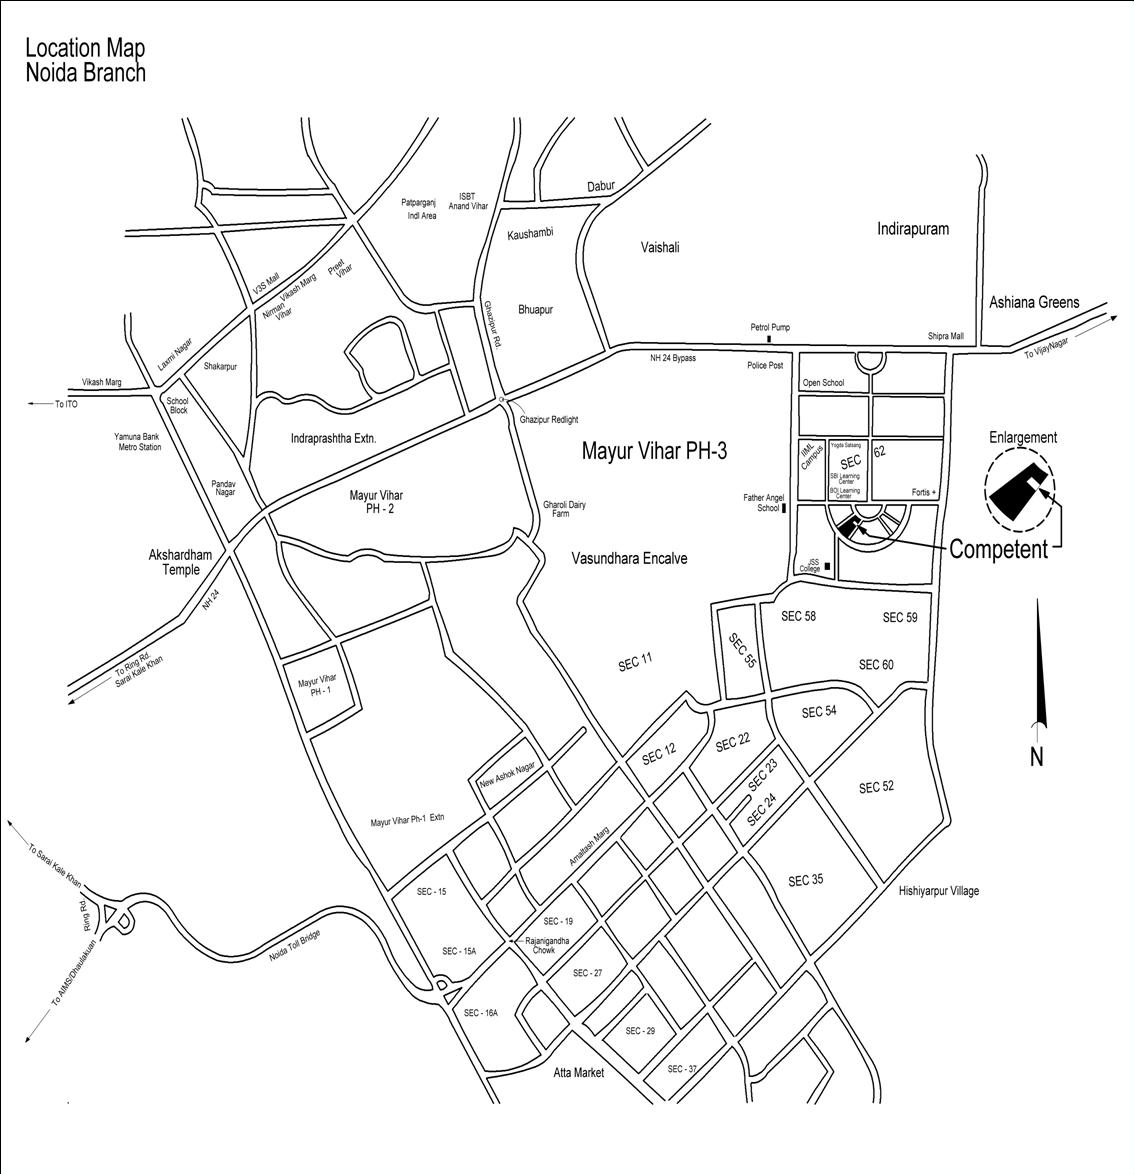 Location Map
Noida Branch
Dabur
ISBT
Anand Vihar
Patparganj
Indl Area
Kaushambi
Vaishali
Indirapuram
Preet
Vihar
V3S Mall
Vikash Marg
Nirman
Vihar
Bhuapur
Ghazipur Rd.
Ashiana Greens
Petrol Pump
Shipra Mall
To VijayNagar
Laxmi Nagar
Shakarpur
NH 24 Bypass
Police Post
Vikash Marg
To ITO
School
Block
Open School
Ghazipur Redlight
Yamuna Bank
Metro Station
Indraprashtha Extn.
Mayur Vihar PH-3
IIML
Campus
Yogda Satsang
SEC 62
SBI Learning
Center
BOI Learning
Center
Enlargement
Pandav
Nagar
Mayur Vihar
PH - 2
Gharoli Dairy
Farm
Father Angel
School
Fortis +
Akshardham
Temple
Vasundhara Encalve
JSS
College
Competent
NH 24
SEC 58
SEC 59
SEC 55
SEC 11
SEC 60
To Ring Rd.
Sarai Kale Khan
Mayur Vihar
PH - 1
SEC 54
SEC 22
SEC 12
N
New Ashok Nagar
SEC 23
SEC 24
SEC 52
Mayur Vihar Ph-1 Extn
Amaltash Marg
To Sarai Kale Khan
SEC 35
Hishiyarpur Village
SEC - 15
Ring Rd.
SEC - 19
Noida Toll Bridge
SEC - 15A
Rajanigandha
Chowk
To AIMS/Dhaulakuan
SEC - 27
SEC - 16A
SEC - 29
Atta Market
SEC - 37